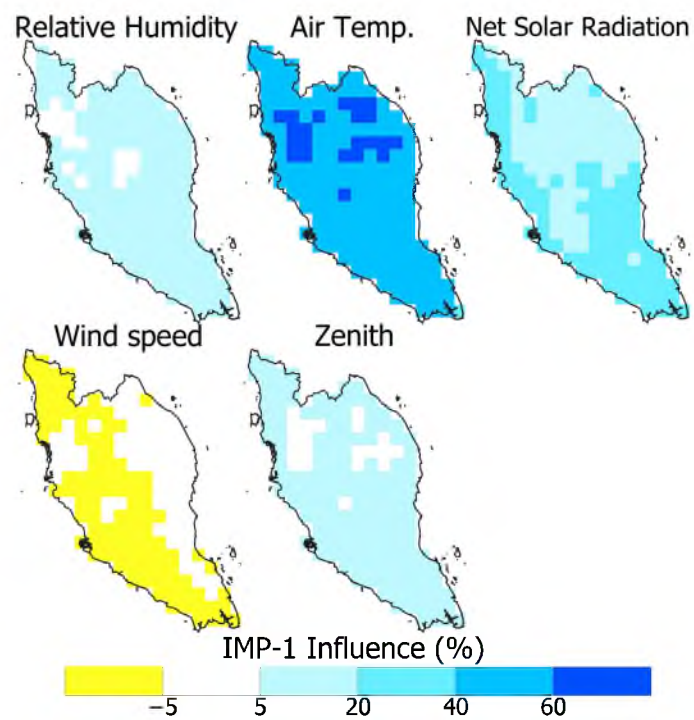 Relative Humidity Air Temp. Net Solar Radiation
Wind speed Zenith
IMP-1 Influence (%)
−5 5 20 40 60